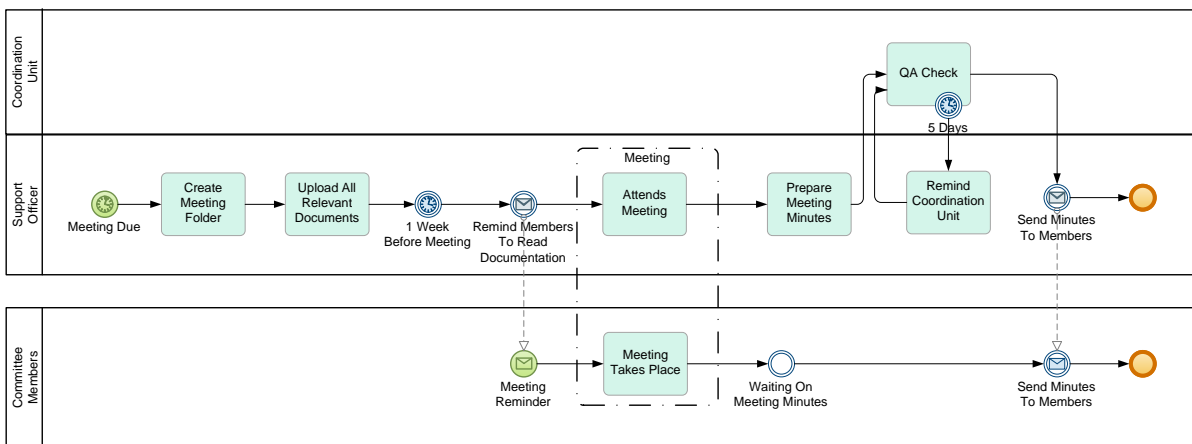 Coordination
Unit
QA Check
5 Days
Support
Officer
Meeting Due
Create
Meeting
Folder
Upload All
Relevant
Documents
1 Week
Before Meeting
Remind Members
To Read
Documentation
Meeting
Attends
Meeting
Prepare
Meeting
Minutes
Remind
Coordination
Unit
Send Minutes
To Members
Committee
Members
Meeting
Reminder
Meeting
Takes Place
Waiting On
Meeting Minutes
Send Minutes
To Members